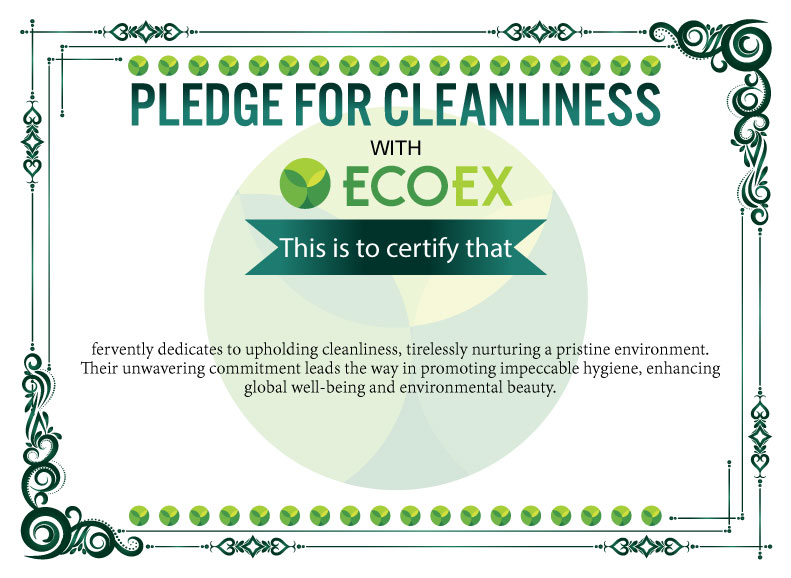 PLEDGE FOR CLEANLINESS
WITH
ECOEX
This is to certify that
fervently dedicates to upholding cleanliness, tirelessly nurturing a pristine environment.
Their unwavering commitment leads the way in promoting impeccable hygiene, enhancing
global well-being and environmental beauty.